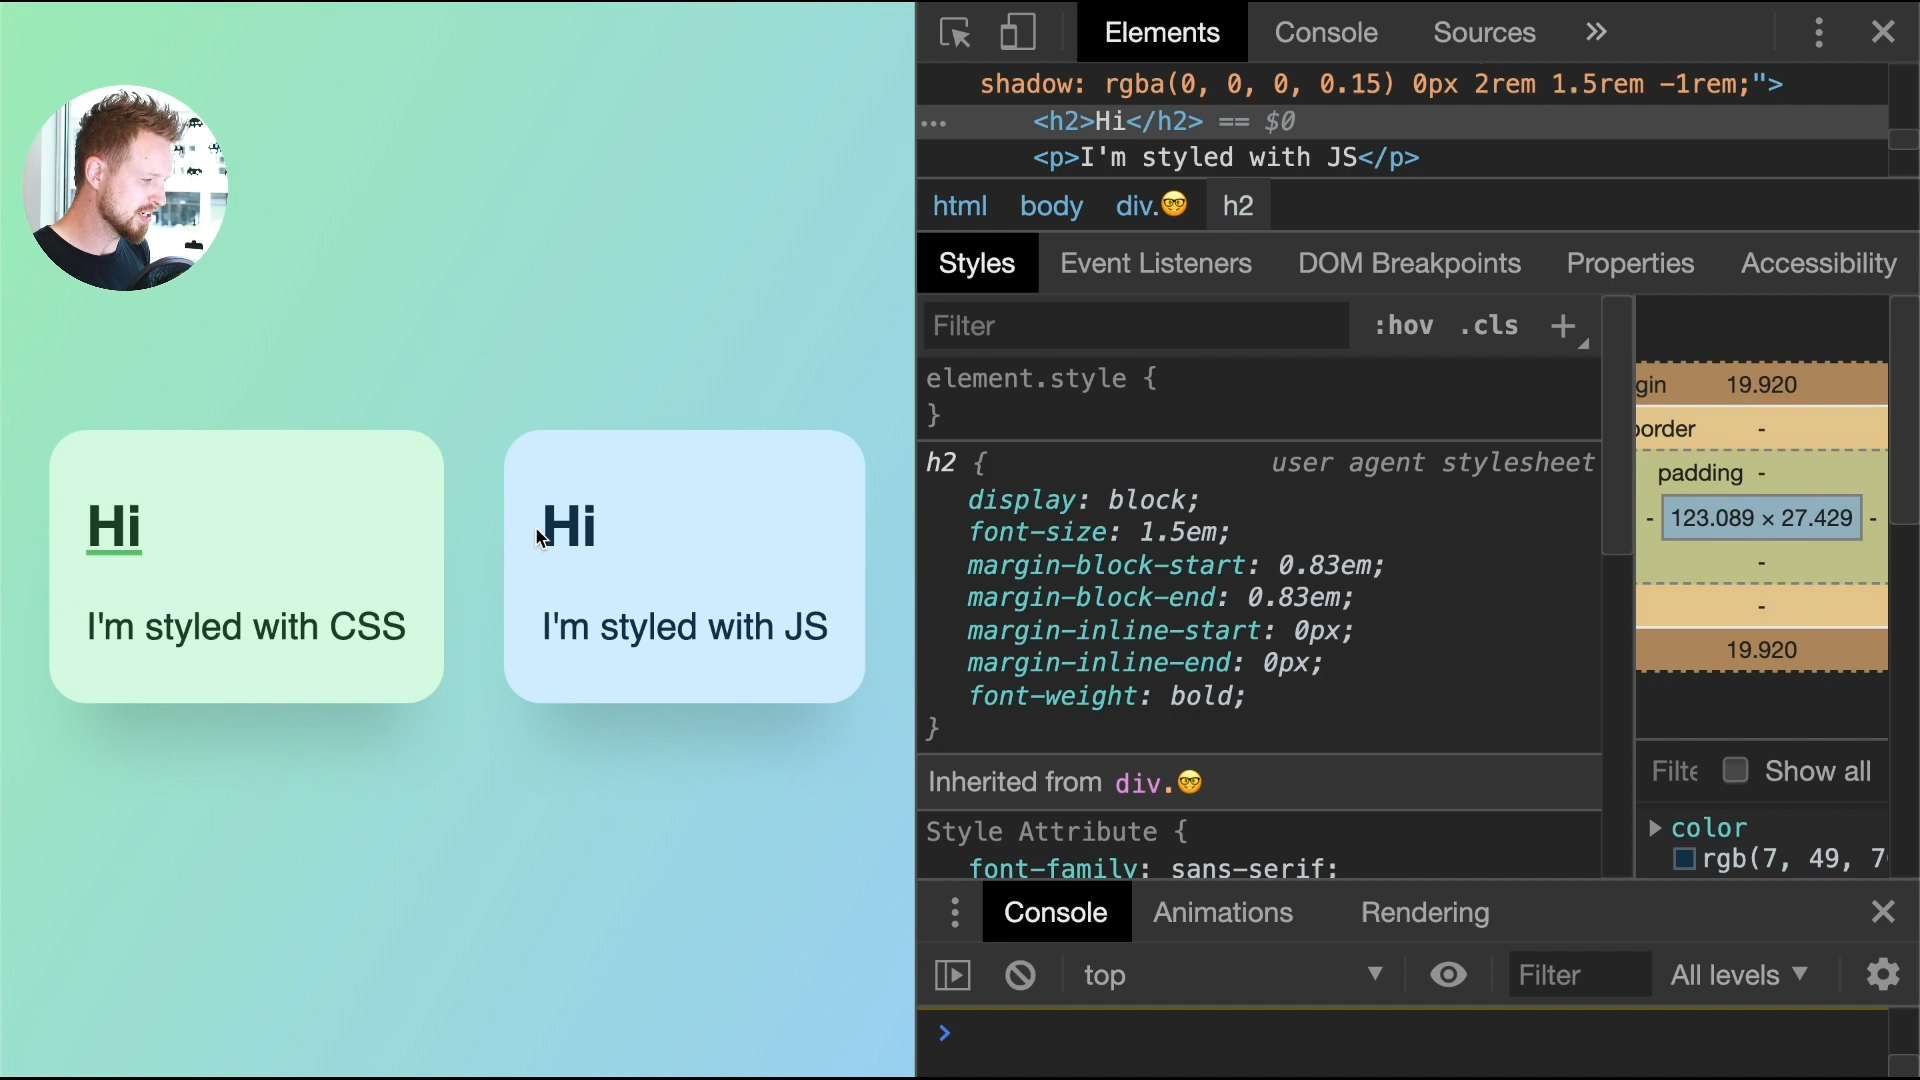 Hi
I'm styled with CSS
Hi
I'm styled with JS
Elements Console Sources »
shadow: rgba(0, 0, 0, 0.15) 0px 2rem 1.5rem -1rem;">
… <h2>Hi</h2> == $0
<p>I'm styled with JS</p>
html body div.🤓 h2
Styles Event Listeners DOM Breakpoints Properties Accessibility
Filter :hov .cls +
element.style {
}
h2 { user agent stylesheet
display: block;
font-size: 1.5em;
margin-block-start: 0.83em;
margin-block-end: 0.83em;
margin-inline-start: 0px;
margin-inline-end: 0px;
font-weight: bold;
}
Inherited from div.🤓
Style Attribute {
font-family: sans-serif;
gin 19.920
border -
padding -
- 123.089 × 27.429 -
-
-
19.920
Filte Show all
color
rgb(7, 49, 7
Console Animations Rendering
top Filter All levels
>